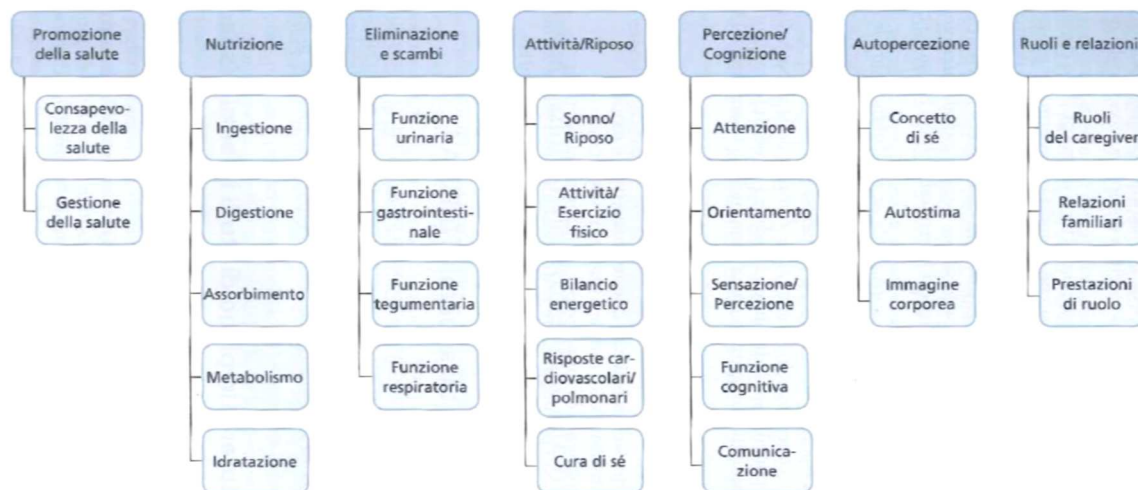 Promozione
della salute
Consapevo-
lezza della
salute
Gestione
della salute
Nutrizione
Ingestione
Digestione
Assorbimento
Metabolismo
Idratazione
Eliminazione
e scambi
Funzione
urinaria
Funzione
gastrointesti-
nale
Funzione
tegumentaria
Funzione
respiratoria
Attività/Riposo
Sonno/
Riposo
Attività/
Esercizio
fisico
Bilancio
energetico
Risposte car-
diovascolari/
polmonari
Cura di sé
Percezione/
Cognizione
Attenzione
Orientamento
Sensazione/
Percezione
Funzione
cognitiva
Comunica-
zione
Autopercezione
Concetto
di sé
Autostima
Immagine
corporea
Ruoli e relazioni
Ruoli
del caregiver
Relazioni
familiari
Prestazioni
di ruolo